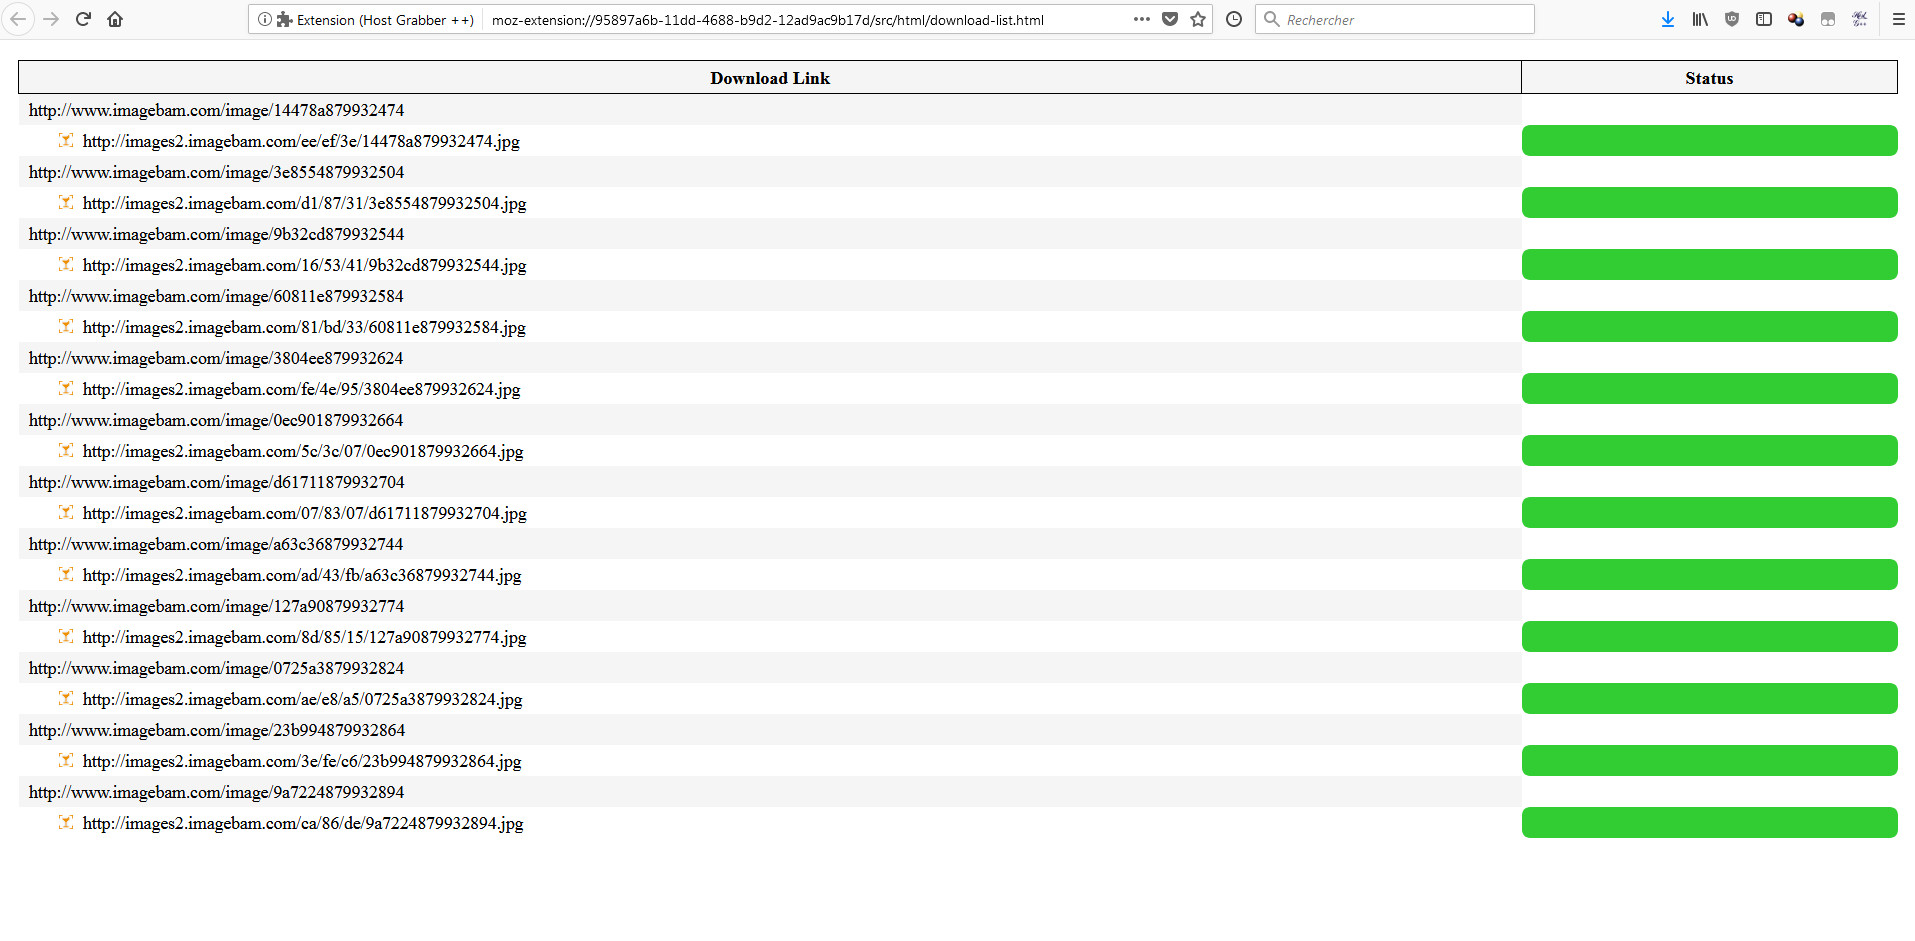 Extension (Host Grabber ++) moz-extension://95897a6b-11dd-4688-b9d2-12ad9ac9b17d/src/html/download-list.html Rechercher
Download Link Status
http://www.imagebam.com/image/14478a879932474
http://images2.imagebam.com/ee/ef/3e/14478a879932474.jpg
http://www.imagebam.com/image/3e8554879932504
http://images2.imagebam.com/d1/87/31/3e8554879932504.jpg
http://www.imagebam.com/image/9b32cd879932544
http://images2.imagebam.com/16/53/41/9b32cd879932544.jpg
http://www.imagebam.com/image/60811e879932584
http://images2.imagebam.com/81/bd/33/60811e879932584.jpg
http://www.imagebam.com/image/3804ee879932624
http://images2.imagebam.com/fe/4e/95/3804ee879932624.jpg
http://www.imagebam.com/image/0ec901879932664
http://images2.imagebam.com/5c/3c/07/0ec901879932664.jpg
http://www.imagebam.com/image/d61711879932704
http://images2.imagebam.com/07/83/07/d61711879932704.jpg
http://www.imagebam.com/image/a63c36879932744
http://images2.imagebam.com/ad/43/fb/a63c36879932744.jpg
http://www.imagebam.com/image/127a90879932774
http://images2.imagebam.com/8d/85/15/127a90879932774.jpg
http://www.imagebam.com/image/0725a3879932824
http://images2.imagebam.com/ae/e8/a5/0725a3879932824.jpg
http://www.imagebam.com/image/23b994879932864
http://images2.imagebam.com/3e/fe/c6/23b994879932864.jpg
http://www.imagebam.com/image/9a7224879932894
http://images2.imagebam.com/ca/86/de/9a7224879932894.jpg